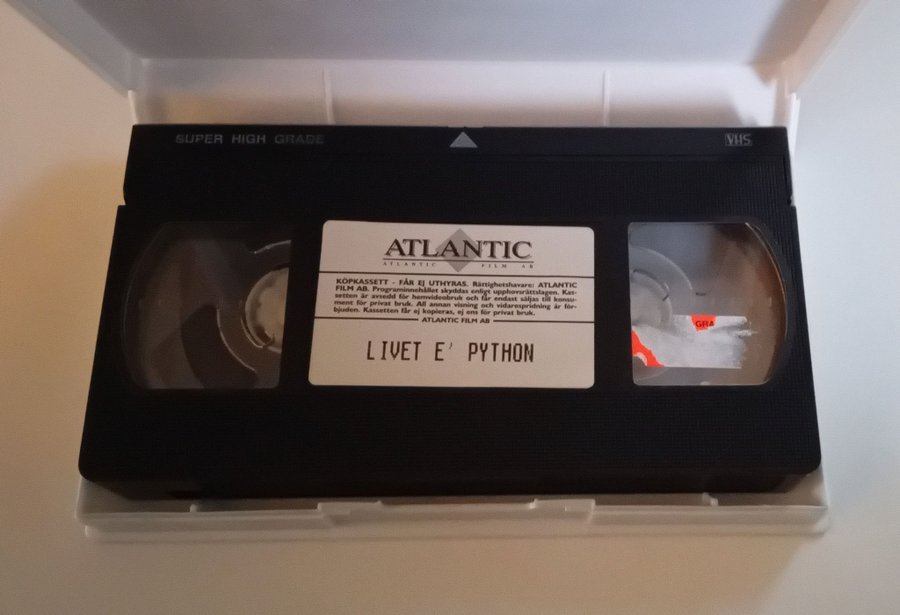 SUPER HIGH GRADE
VHS
ATLANTIC
ATLANTIC FILM AB
KÖPKASSETT - FÅR EJ UTHYRAS. Rättighetshavare: ATLANTIC
FILM AB. Programinnehållet skyddas enligt upphovsrättslagen. Kas-
setten är avsedd för hemvideobruk och får endast säljas till konsu-
ment för privat bruk. All annan visning och vidarespridning är för-
bjuden. Kassetten får ej kopieras, ej ens för privat bruk.
ATLANTIC FILM AB
LIVET E' PYTHON
GRA